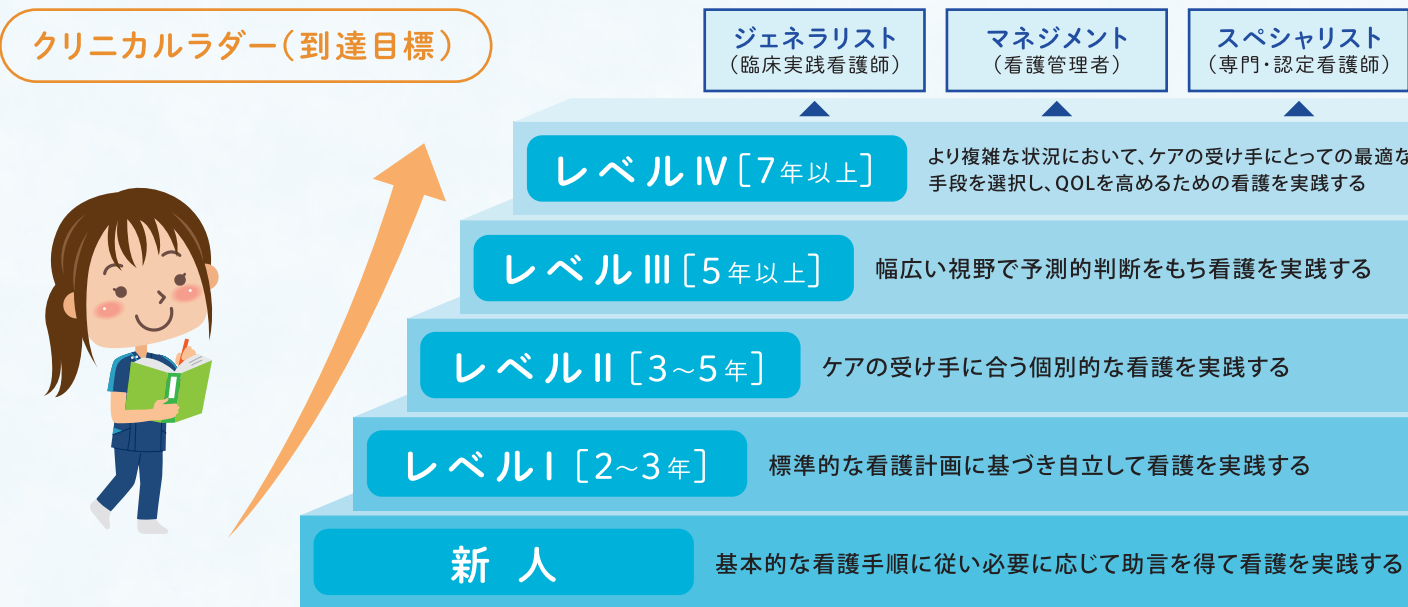 クリニカルラダー（到達目標）
ジェネラリスト
（臨床実践看護師）
マネジメント
（看護管理者）
スペシャリスト
（専門・認定看護師）
レベルⅣ［7年以上］
より複雑な状況において、ケアの受け手にとっての最適な
手段を選択し、QOLを高めるための看護を実践する
レベルⅢ［5年以上］
幅広い視野で予測的判断をもち看護を実践する
レベルⅡ［3～5年］
ケアの受け手に合う個別的な看護を実践する
レベルⅠ［2～3年］
標準的な看護計画に基づき自立して看護を実践する
新人
基本的な看護手順に従い必要に応じて助言を得て看護を実践する